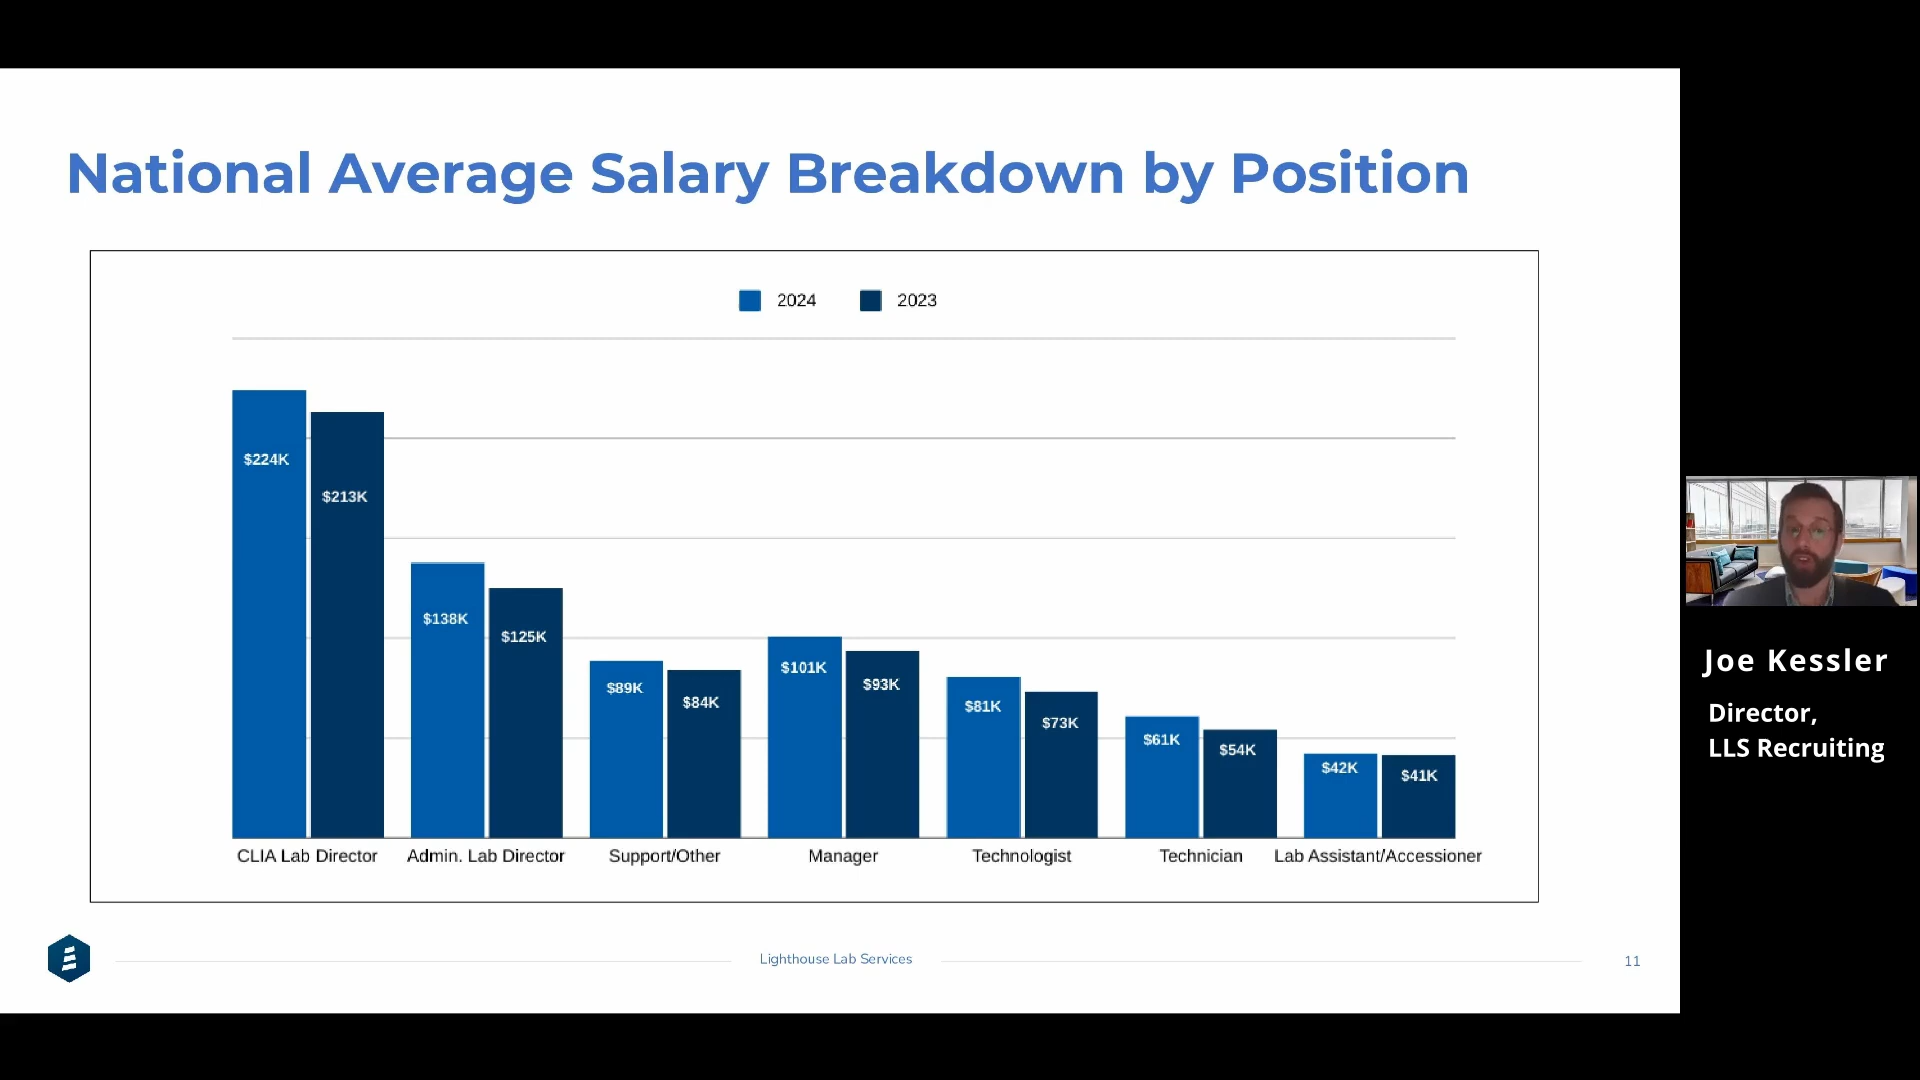 National Average Salary Breakdown by Position
2024 2023
$224K
$213K
$138K
$125K
$89K
$84K
$101K
$93K
$81K
$73K
$61K
$54K
$42K
$41K
CLIA Lab Director Admin. Lab Director Support/Other Manager Technologist Technician Lab Assistant/Accessioner
Lighthouse Lab Services
11
Joe Kessler
Director,
LLS Recruiting